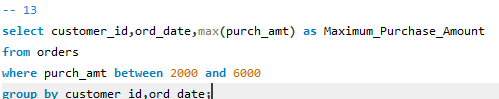 -- 13
select customer_id,ord_date,max(purch_amt) as Maximum_Purchase_Amount
from orders
where purch_amt between 2000 and 6000
group by customer_id,ord_date;